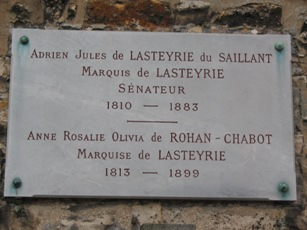 Adrien Jules de LASTEYRIE du SAILLANT
Marquis de LASTEYRIE
SÉNATEUR
1810 — 1883
Anne Rosalie Olivia de ROHAN - CHABOT
Marquise de LASTEYRIE
1813 — 1899